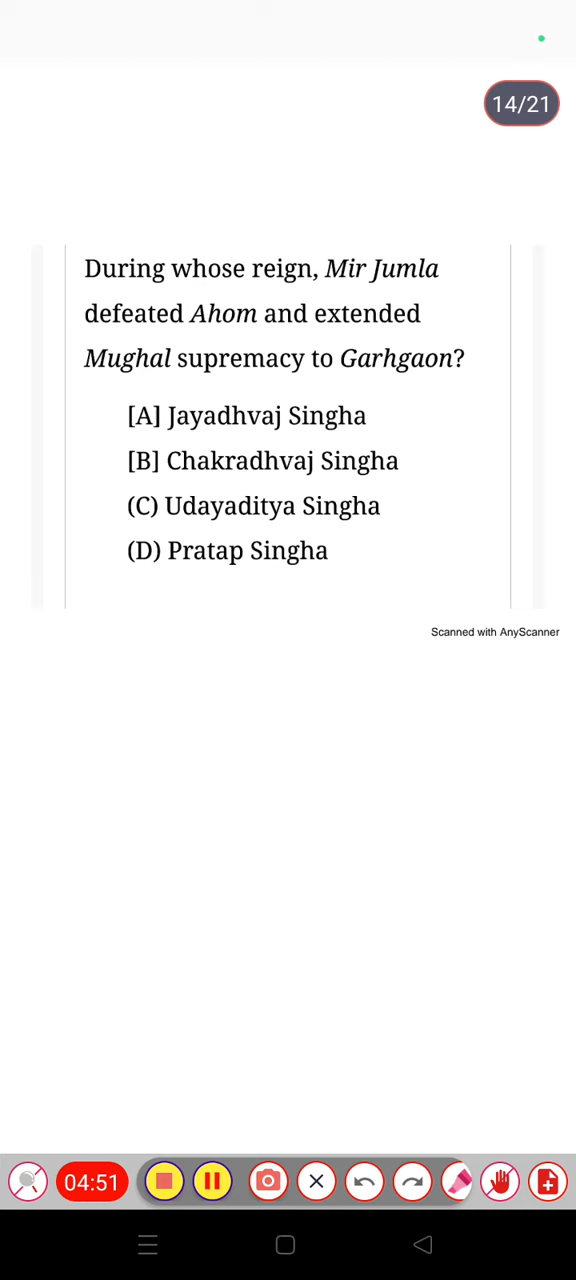 14/21
During whose reign, Mir Jumla
defeated Ahom and extended
Mughal supremacy to Garhgaon?
[A] Jayadhvaj Singha
[B] Chakradhvaj Singha
(C) Udayaditya Singha
(D) Pratap Singha
Scanned with AnyScanner
04:51